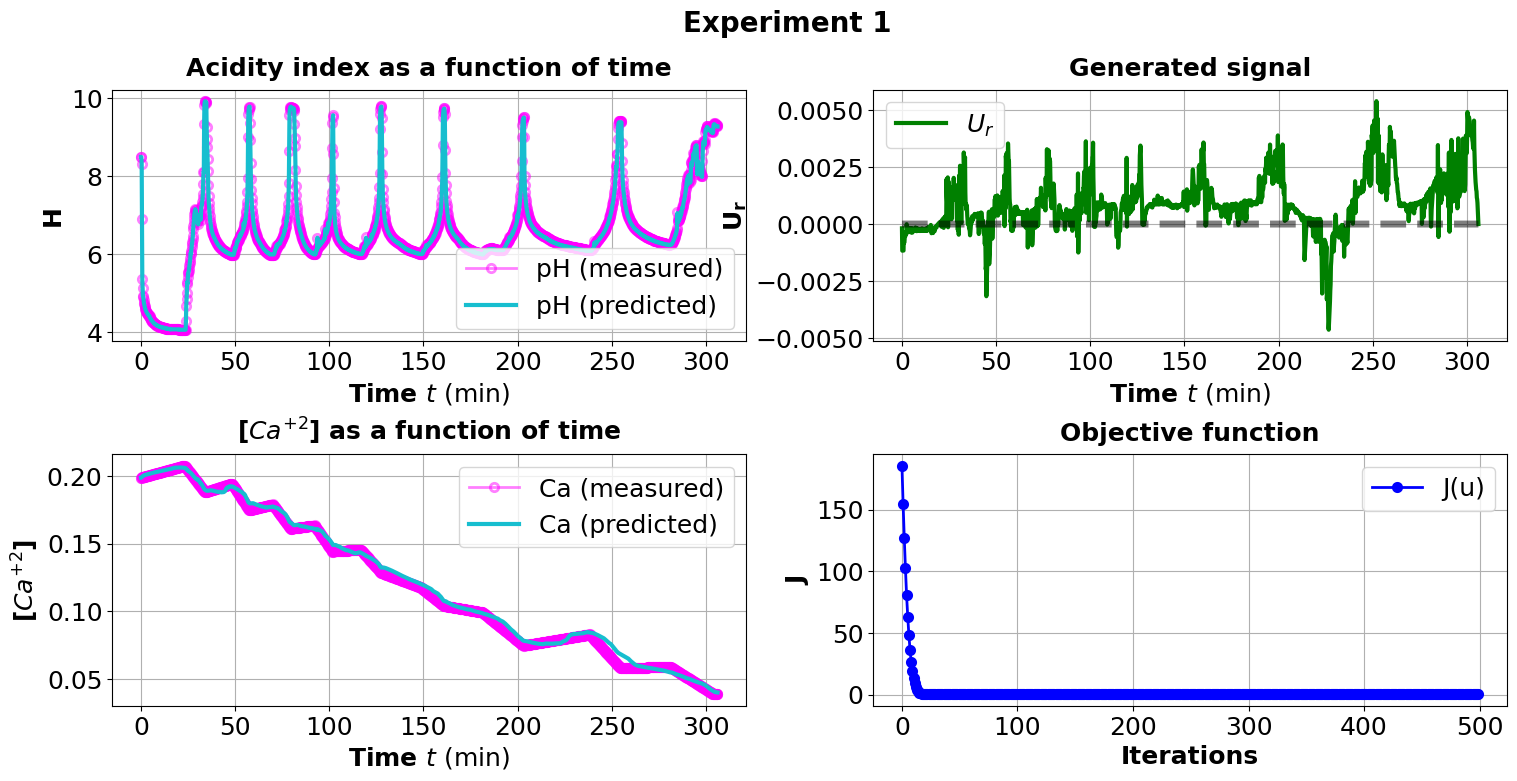 Experiment 1
Acidity index as a function of time
10
8
6
4
H
pH (measured)
pH (predicted)
0 50 100 150 200 250 300
Time t (min)
Generated signal
0.0050
0.0025
0.0000
−0.0025
−0.0050
U_r
U_r
0 50 100 150 200 250 300
Time t (min)
[Ca^{+2}] as a function of time
0.20
0.15
0.10
0.05
[Ca^{+2}]
Ca (measured)
Ca (predicted)
0 50 100 150 200 250 300
Time t (min)
Objective function
150
100
50
0
J
J(u)
0 100 200 300 400 500
Iterations